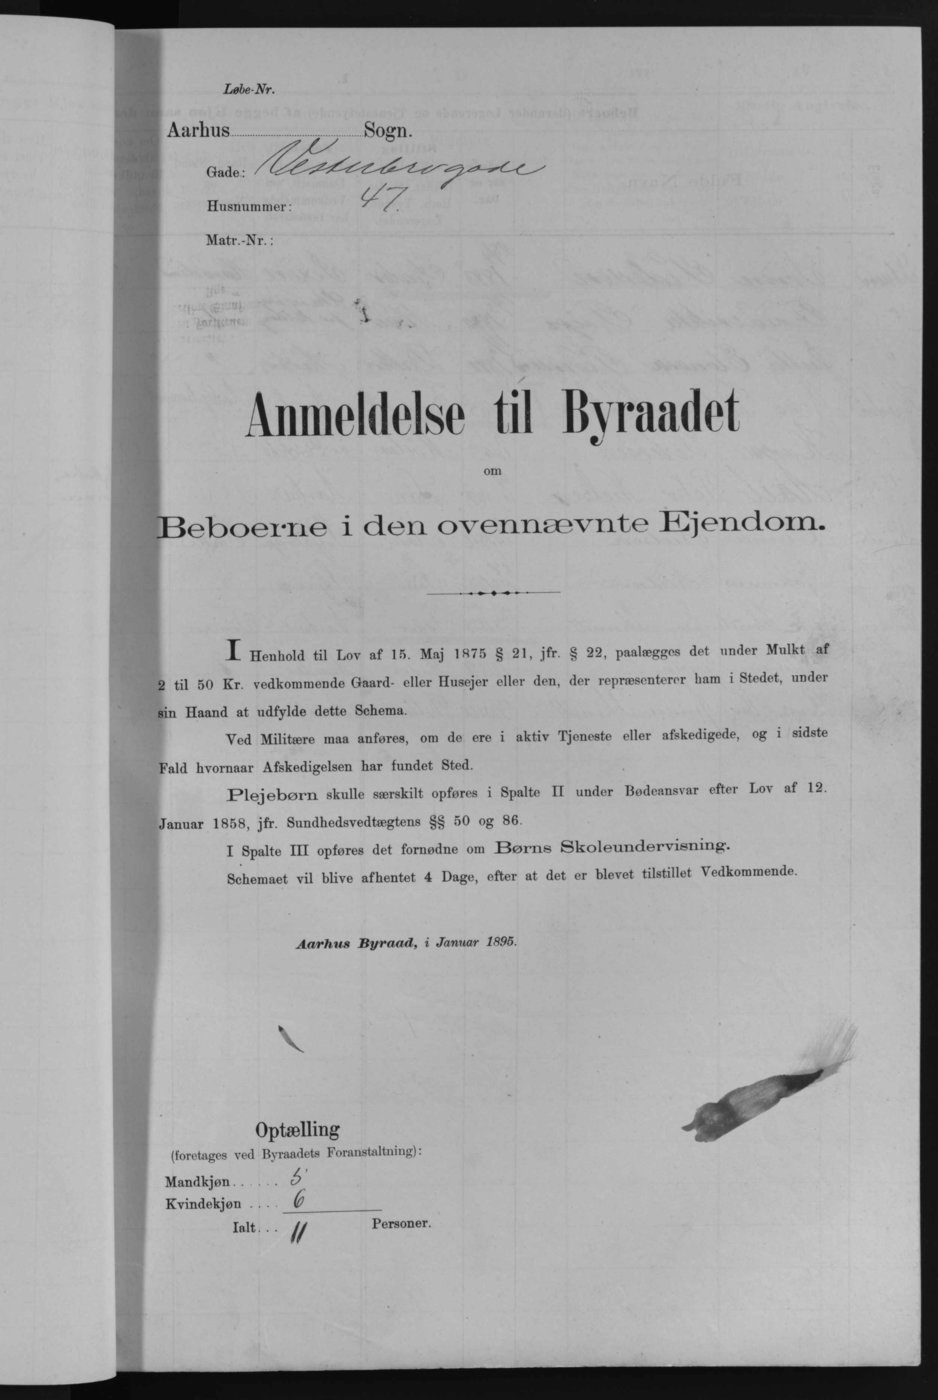 Løbe-Nr.
Aarhus Sogn.
Gade: Vesterbrogade
Husnummer: 47.
Matr.-Nr.:
Anmeldelse til Byraadet
om
Beboerne i den ovennævnte Ejendom.
I Henhold til Lov af 15. Maj 1875 § 21, jfr. § 22, paalægges det under Mulkt af
2 til 50 Kr. vedkommende Gaard- eller Husejer eller den, der repræsenterer ham i Stedet, under
sin Haand at udfylde dette Schema.
Ved Militære maa anføres, om de ere i aktiv Tjeneste eller afskedigede, og i sidste
Fald hvornaar Afskedigelsen har fundet Sted.
Plejebørn skulle særskilt opføres i Spalte II under Bødeansvar efter Lov af 12.
Januar 1858, jfr. Sundhedsvedtægtens §§ 50 og 86.
I Spalte III opføres det fornødne om Børns Skoleundervisning.
Schemaet vil blive afhentet 4 Dage, efter at det er blevet tilstillet Vedkommende.
Aarhus Byraad, i Januar 1895.
Optælling
(foretages ved Byraadets Foranstaltning):
Mandkjøn...... 5
Kvindekjøn .... 6
Ialt... 11 Personer.